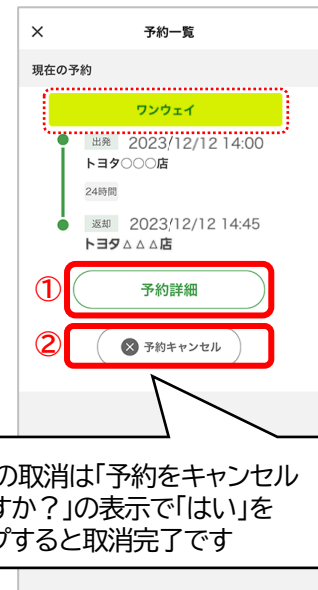 × 予約一覧
現在の予約
ワンウェイ
出発 2023/12/12 14:00
トヨタ○○○店
24時間
返却 2023/12/12 14:45
トヨタ△△△店
① 予約詳細
② 予約キャンセル
の取消は「予約をキャンセル
すか?」の表示で「はい」を
プすると取消完了です